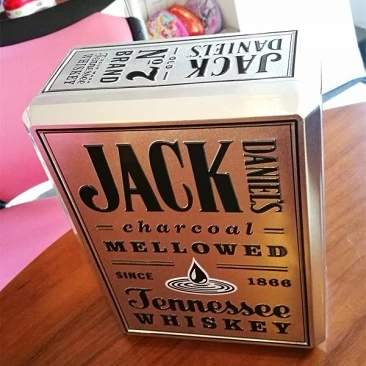 JACK
DANIEL'S
OLD
No. 7
BRAND
Tennessee
WHISKEY
JACK
DANIEL'S
charcoal
MELLOWED
SINCE 1866
Tennessee
WHISKEY